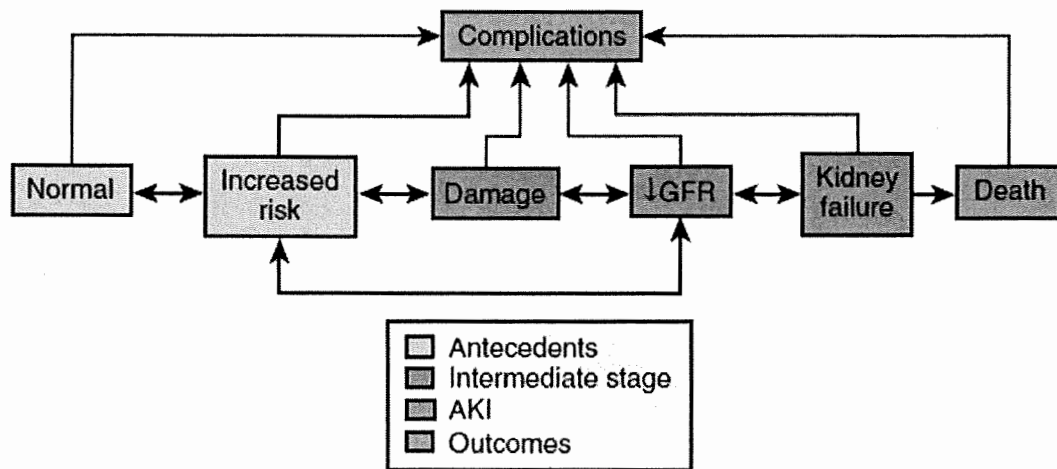 Complications
Normal
Increased
risk
Damage
↓GFR
Kidney
failure
Death
Antecedents
Intermediate stage
AKI
Outcomes